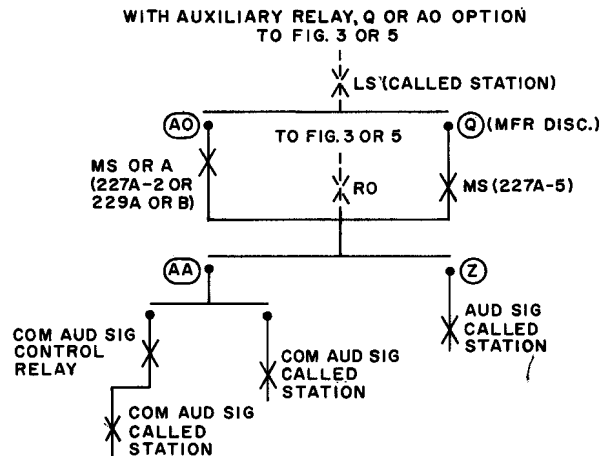 WITH AUXILIARY RELAY, Q OR AO OPTION
TO FIG. 3 OR 5
LS (CALLED STATION)
AO
TO FIG. 3 OR 5
Q (MFR DISC.)
MS OR A
(227A-2 OR
229A OR B)
RO
MS (227A-5)
AA
Z
COM AUD SIG
CONTROL
RELAY
COM AUD SIG
CALLED
STATION
AUD SIG
CALLED
STATION
COM AUD SIG
CALLED
STATION